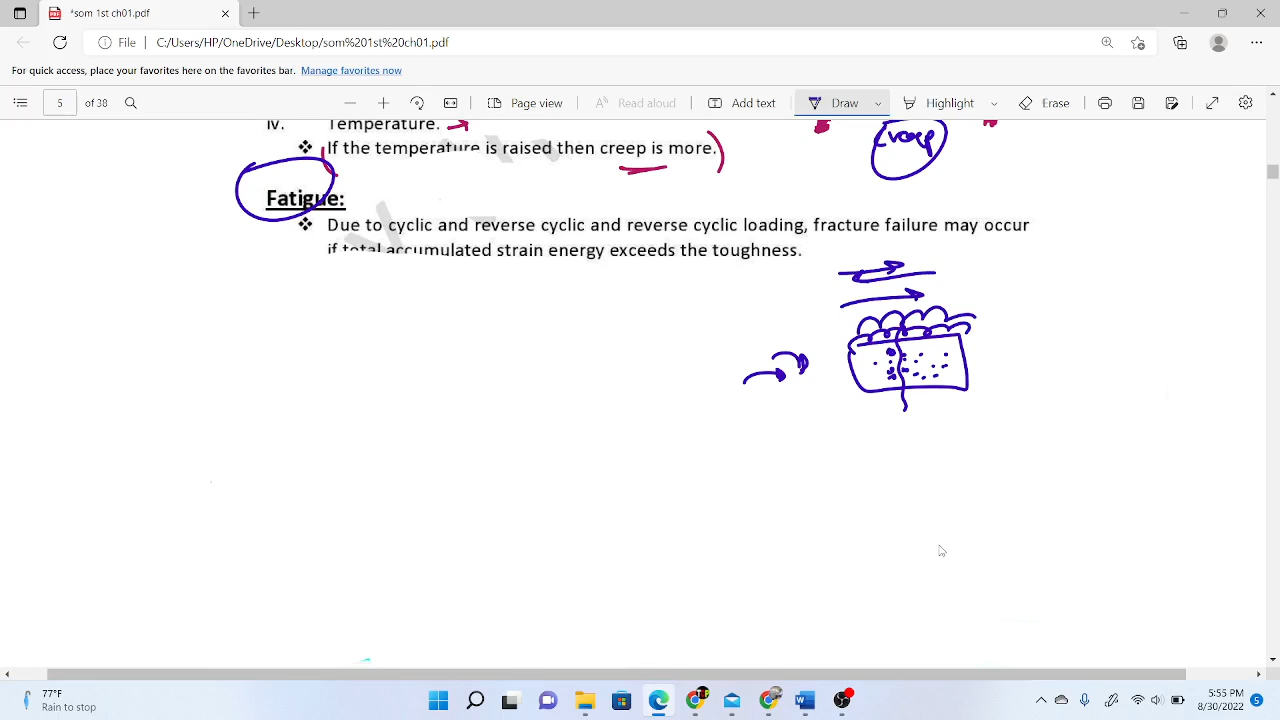 *som 1st ch01.pdf
File C:/Users/HP/OneDrive/Desktop/som%201st%20ch01.pdf
For quick access, place your favorites here on the favorites bar. Manage favorites now
5 of 38 Page view Read aloud Add text Draw Highlight Erase
iv. Temperature.
If the temperature is raised then creep is more.
creep
Fatigue:
Due to cyclic and reverse cyclic and reverse cyclic loading, fracture failure may occur
if total accumulated strain energy exceeds the toughness.
77°F
Rain to stop
5:55 PM
8/30/2022
5